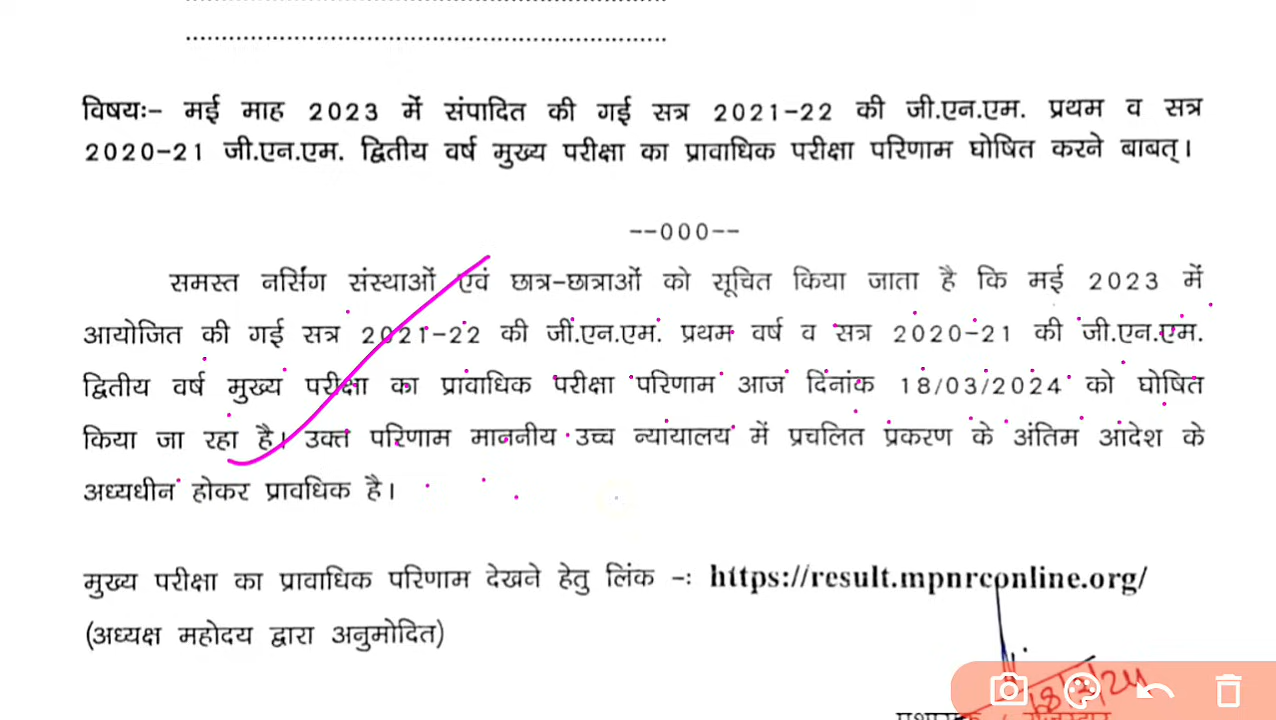 विषयः- मई माह 2023 में संपादित की गई सत्र 2021-22 की जी.एन.एम. प्रथम व सत्र
2020-21 जी.एन.एम. द्वितीय वर्ष मुख्य परीक्षा का प्रावाधिक परीक्षा परिणाम घोषित करने बाबत्।
--000--
समस्त नर्सिंग संस्थाओं एवं छात्र-छात्राओं को सूचित किया जाता है कि मई 2023 में
आयोजित की गई सत्र 2021-22 की जी.एन.एम. प्रथम वर्ष व सत्र 2020-21 की जी.एन.एम.
द्वितीय वर्ष मुख्य परीक्षा का प्रावाधिक परीक्षा परिणाम आज दिनांक 18/03/2024 को घोषित
किया जा रहा है। उक्त परिणाम माननीय उच्च न्यायालय में प्रचलित प्रकरण के अंतिम आदेश के
अध्यधीन होकर प्रावधिक है।
मुख्य परीक्षा का प्रावाधिक परिणाम देखने हेतु लिंक -: https://result.mpnrconline.org/
(अध्यक्ष महोदय द्वारा अनुमोदित)